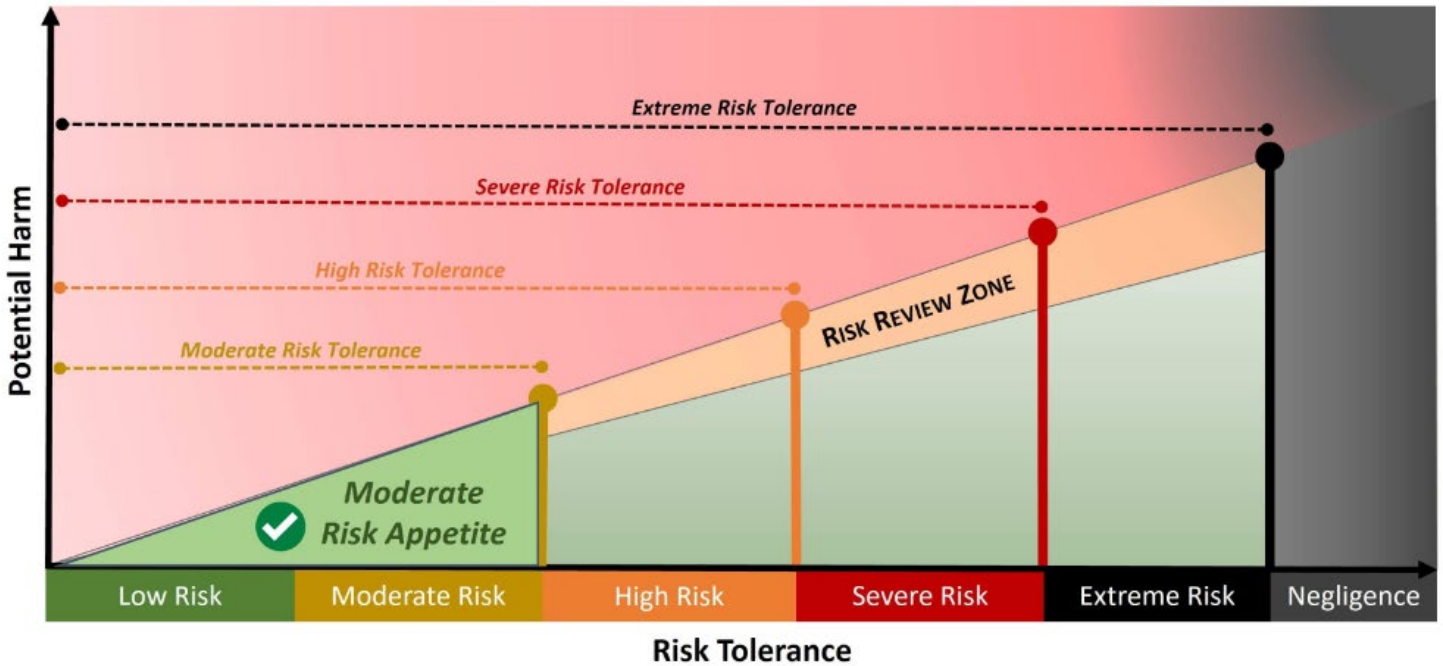 Extreme Risk Tolerance
Severe Risk Tolerance
High Risk Tolerance
Moderate Risk Tolerance
Potential Harm
RISK REVIEW ZONE
Moderate
Risk Appetite
Low Risk
Moderate Risk
High Risk
Severe Risk
Extreme Risk
Negligence
Risk Tolerance